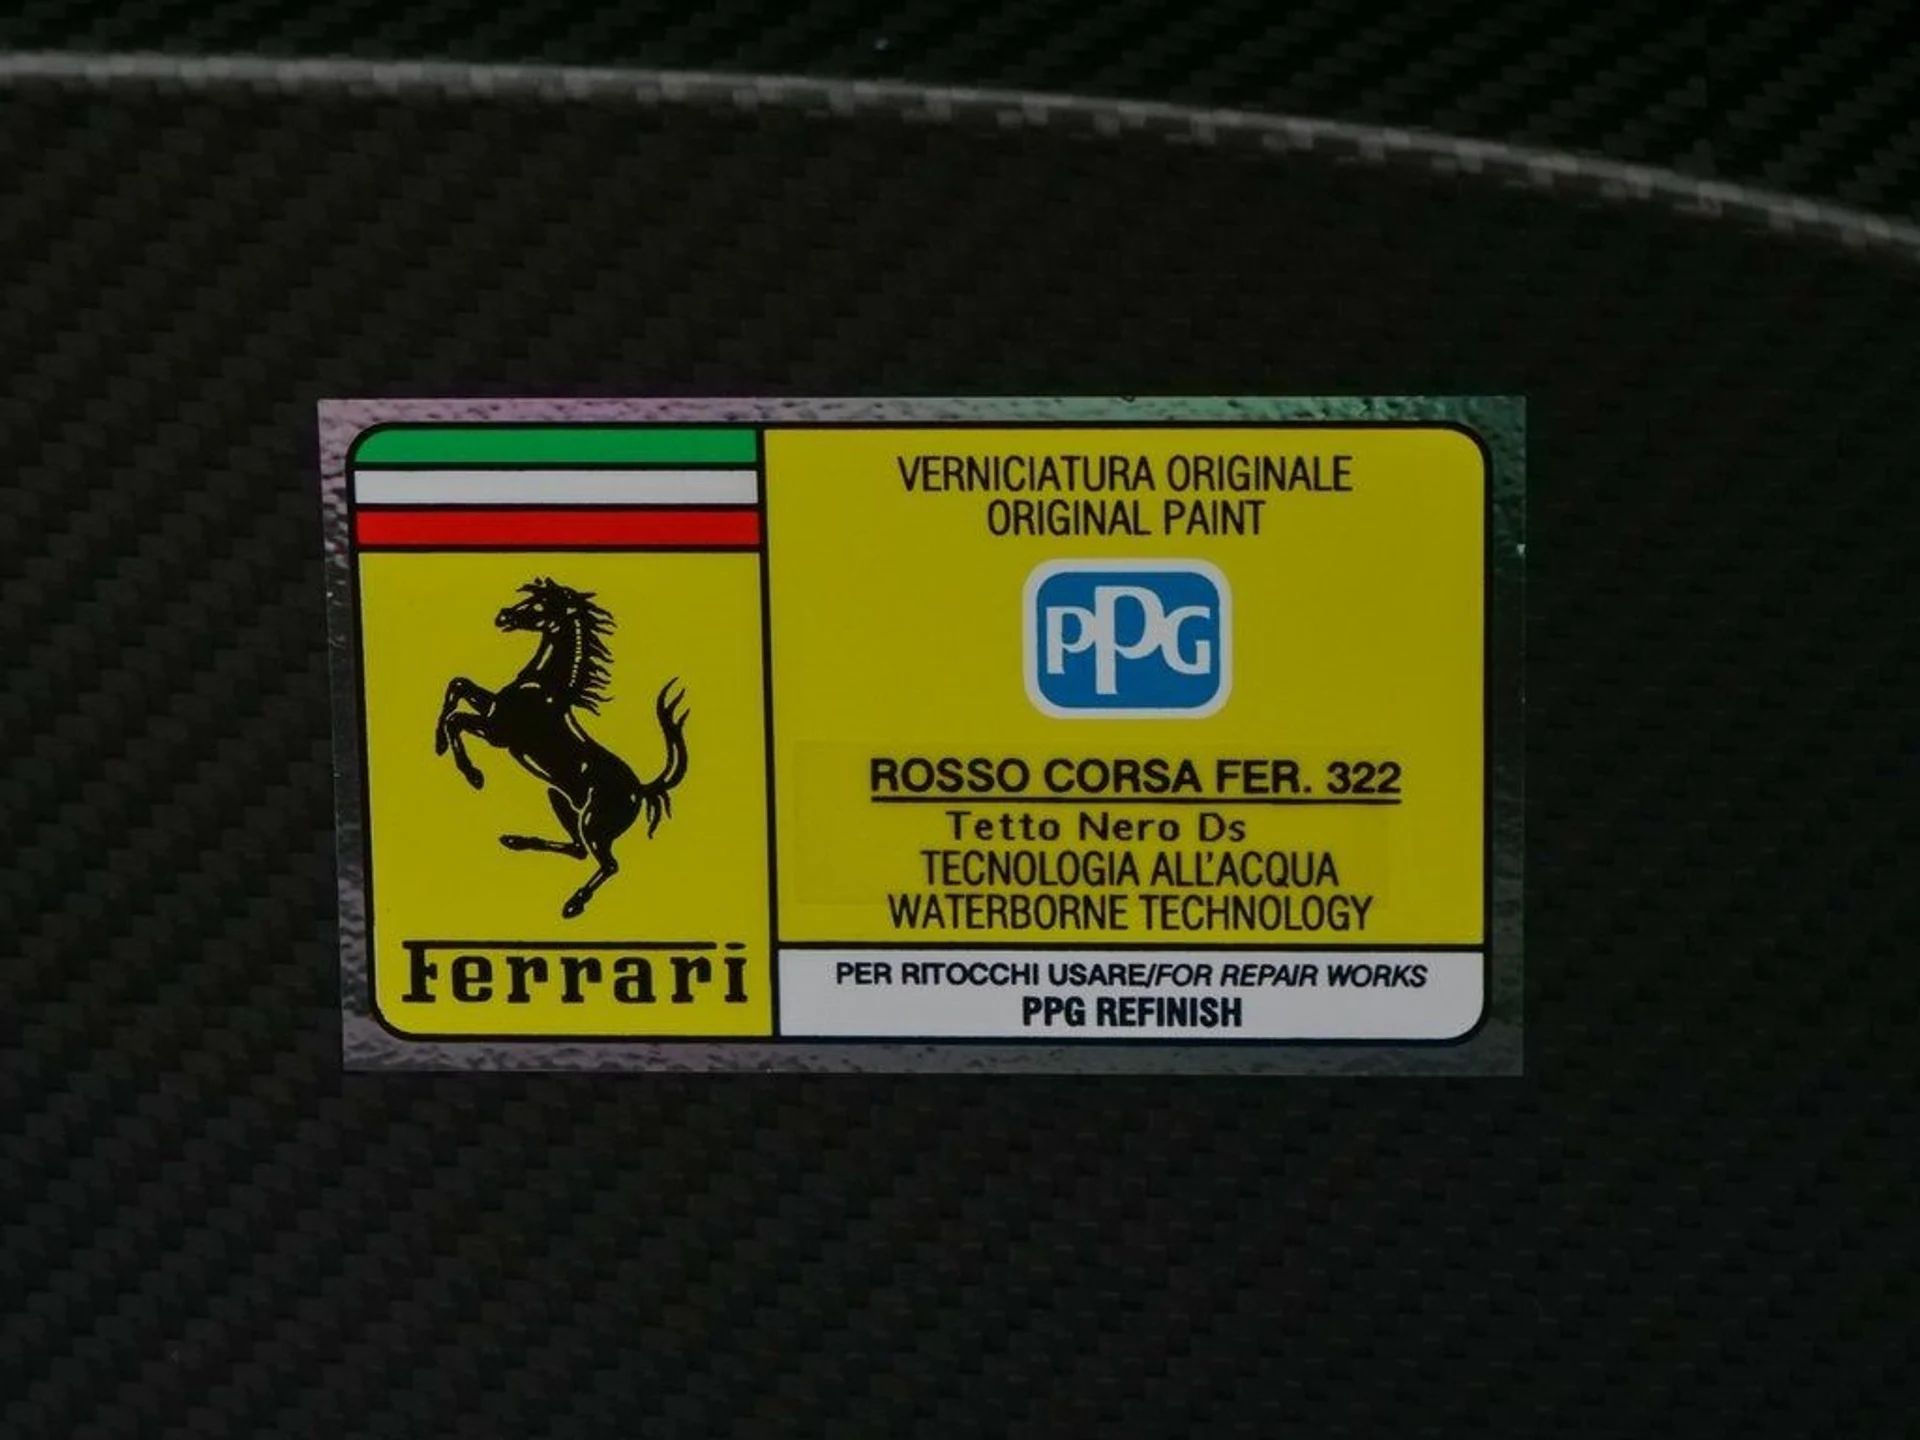 Ferrari
VERNICIATURA ORIGINALE
ORIGINAL PAINT
PPG
ROSSO CORSA FER. 322
Tetto Nero Ds
TECNOLOGIA ALL'ACQUA
WATERBORNE TECHNOLOGY
PER RITOCCHI USARE/FOR REPAIR WORKS
PPG REFINISH